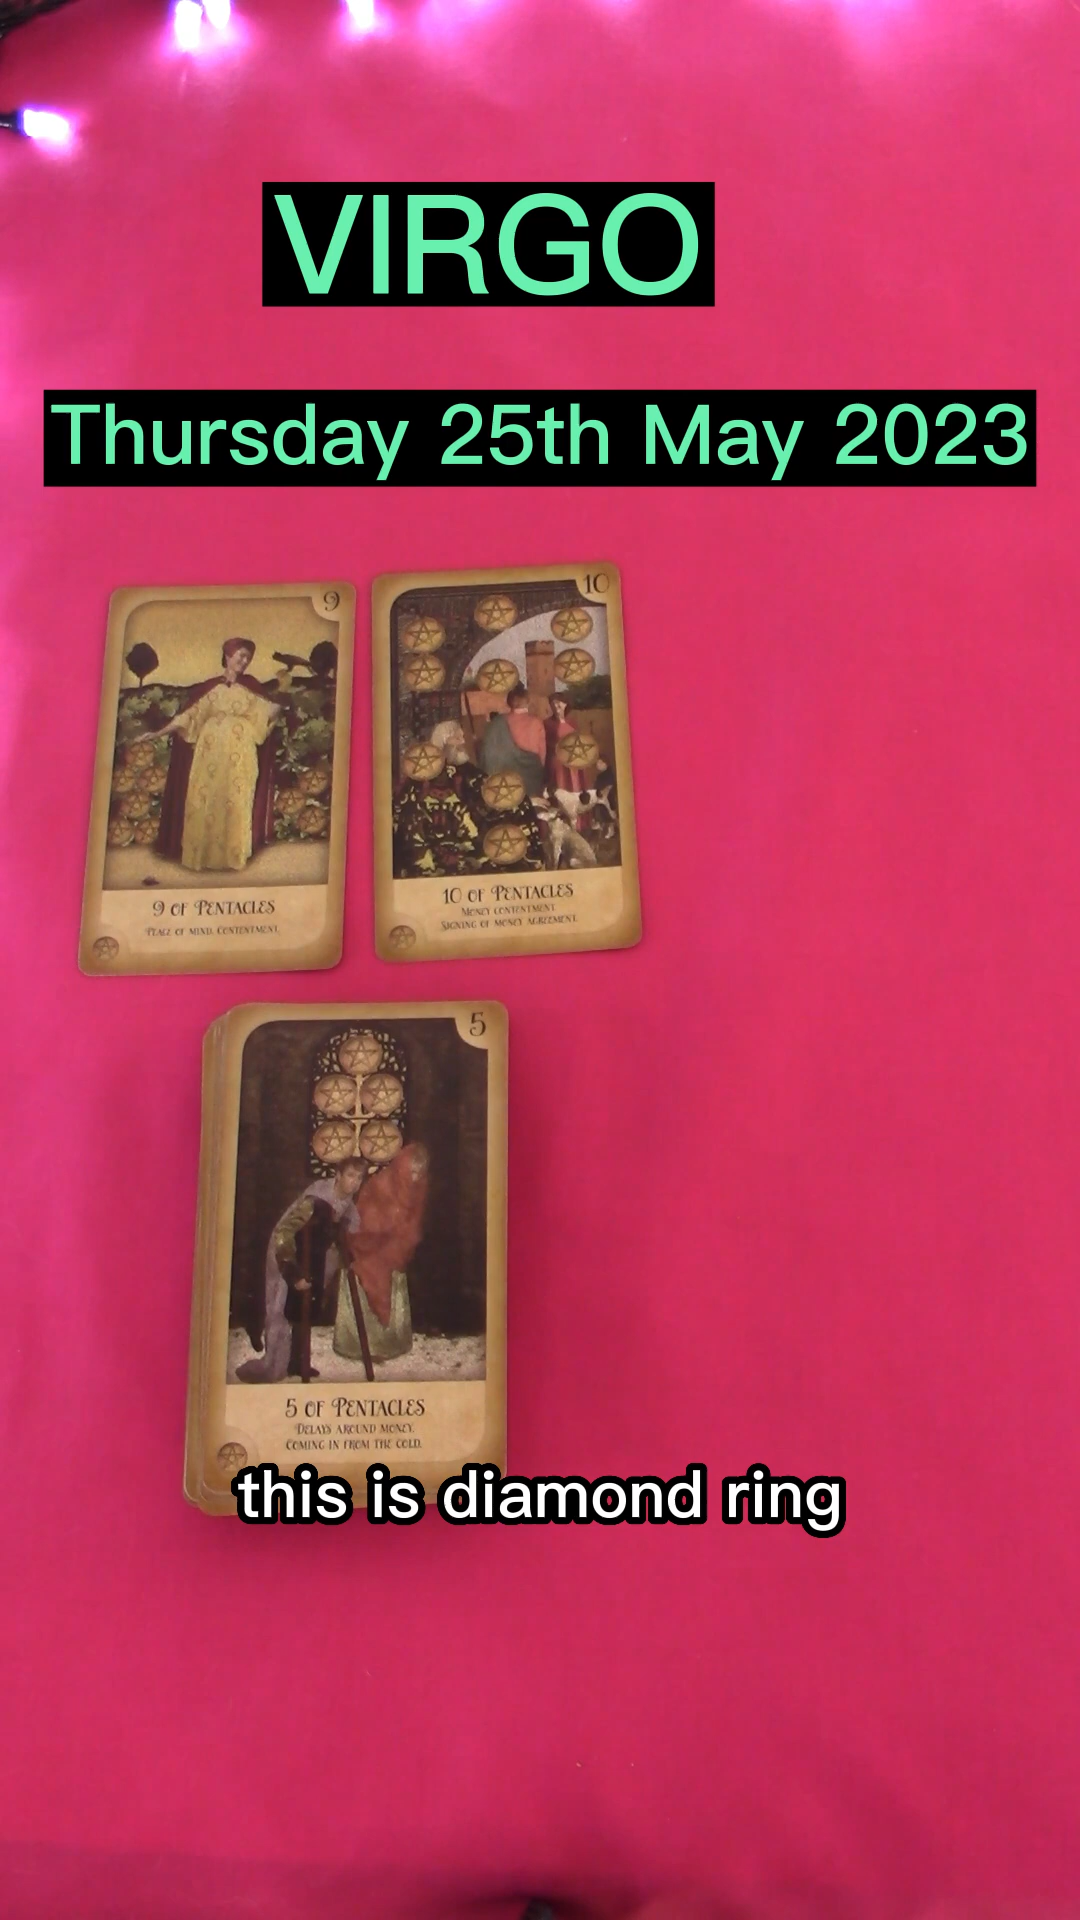 VIRGO
Thursday 25th May 2023
9
9 OF PENTACLES
PEACE OF MIND. CONTENTMENT.
10
10 OF PENTACLES
MONEY CONTENTMENT.
SIGNING OF MONEY AGREEMENT.
5
5 OF PENTACLES
DELAYS AROUND MONEY.
COMING IN FROM THE COLD.
this is diamond ring